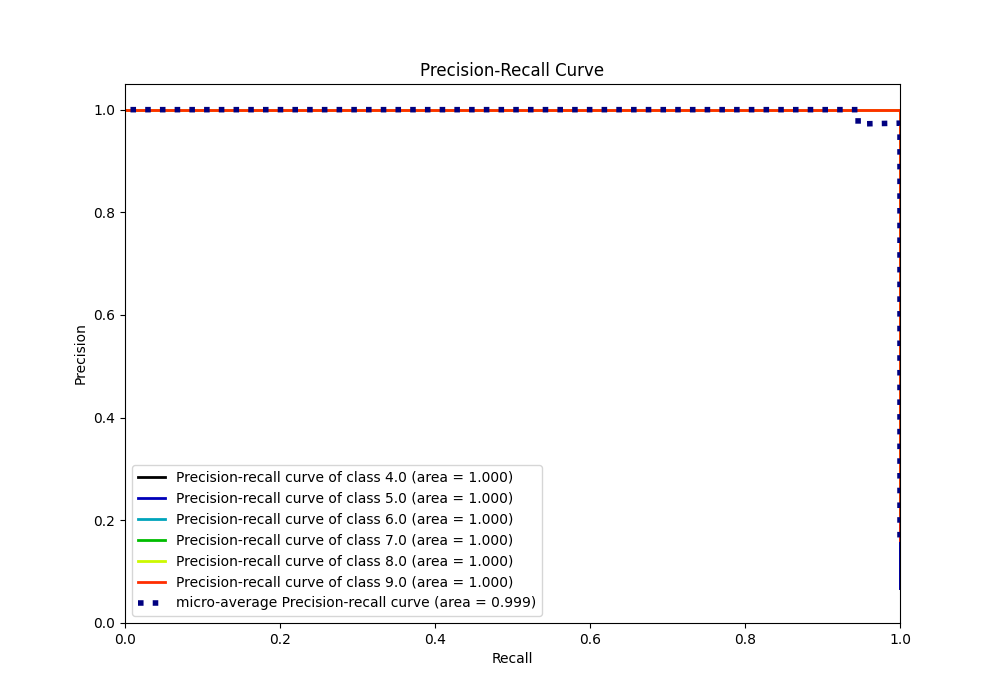 Precision-Recall Curve
1.0
0.8
0.6
0.4
0.2
0.0
Precision
Precision-recall curve of class 4.0 (area = 1.000)
Precision-recall curve of class 5.0 (area = 1.000)
Precision-recall curve of class 6.0 (area = 1.000)
Precision-recall curve of class 7.0 (area = 1.000)
Precision-recall curve of class 8.0 (area = 1.000)
Precision-recall curve of class 9.0 (area = 1.000)
micro-average Precision-recall curve (area = 0.999)
0.0 0.2 0.4 0.6 0.8 1.0
Recall